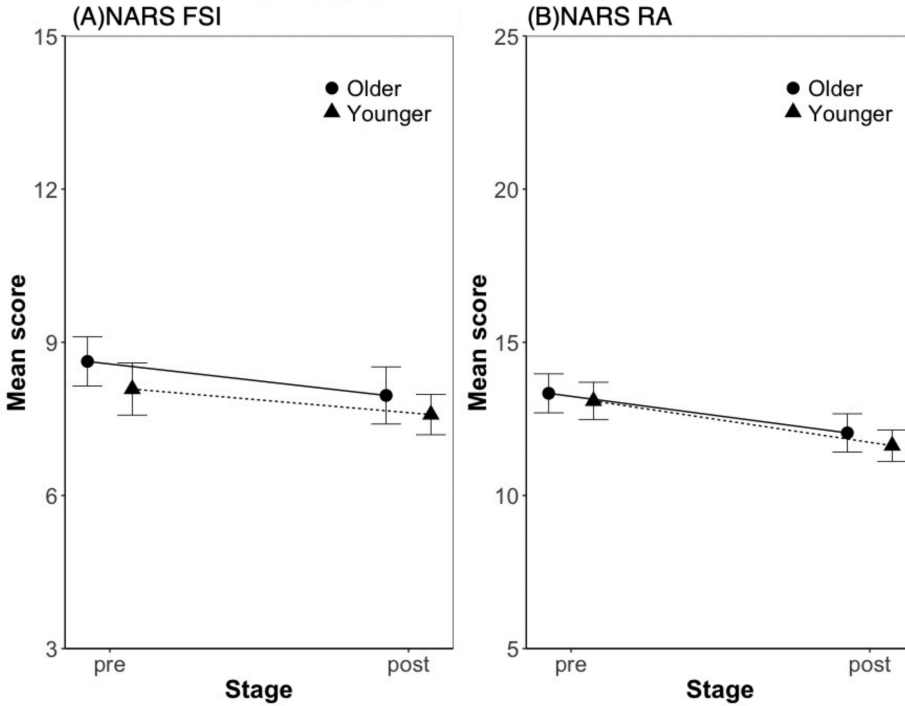 (A)NARS FSI
15
12
9
6
3
Mean score
Older
Younger
pre
post
Stage
(B)NARS RA
25
20
15
10
5
Mean score
Older
Younger
pre
post
Stage